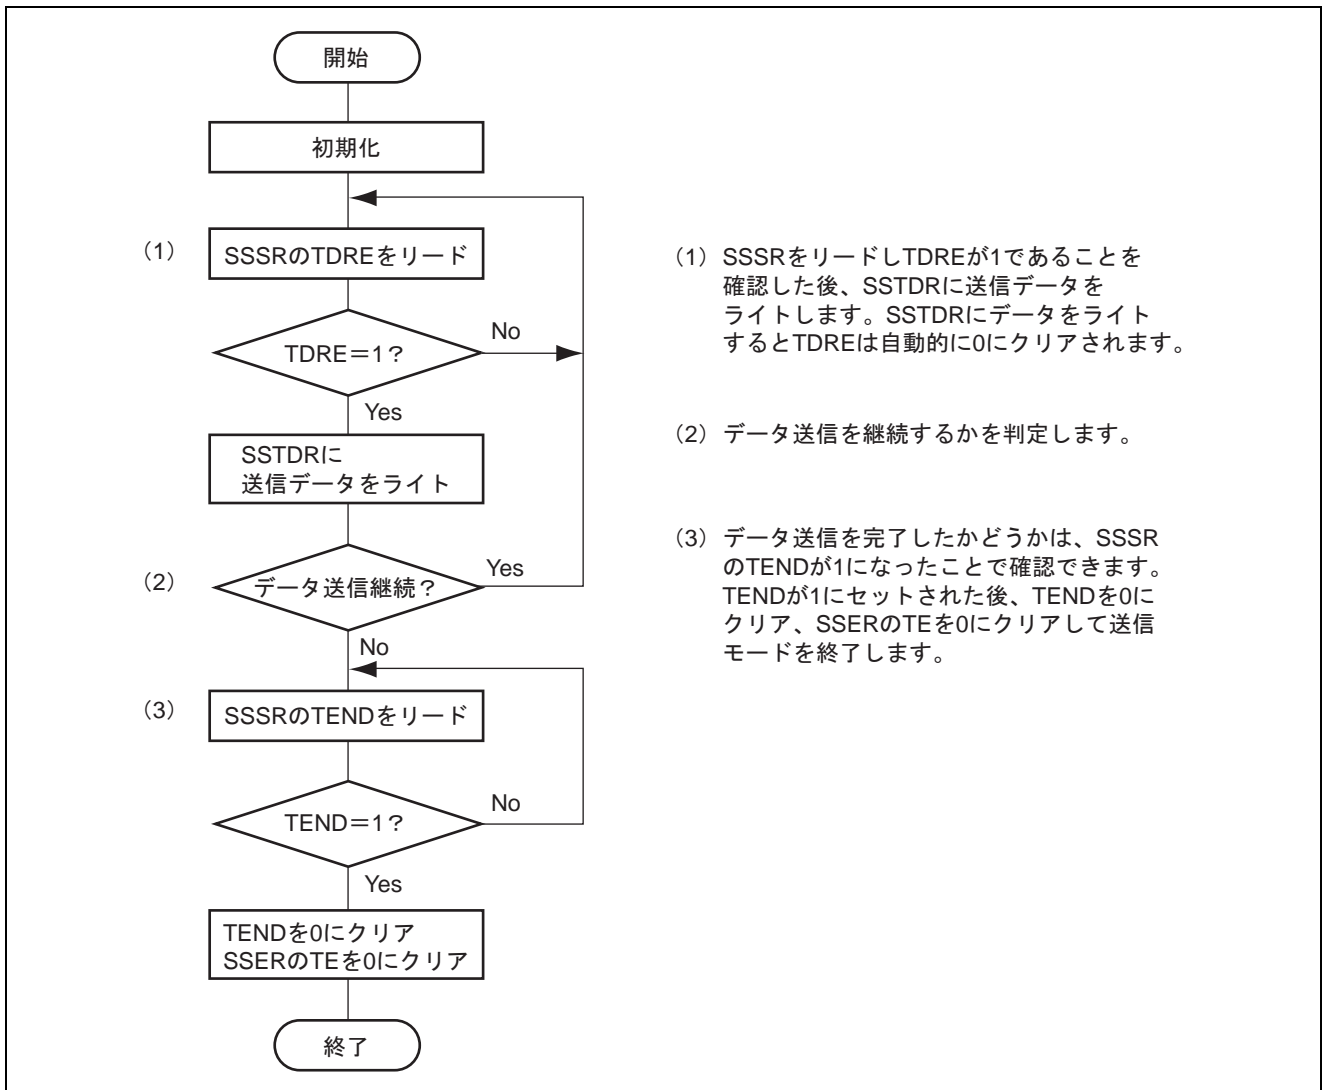 開始
初期化
（1）
SSSRのTDREをリード
TDRE＝1？
No
Yes
SSTDRに
送信データをライト
（2）
データ送信継続？
Yes
No
（3）
SSSRのTENDをリード
TEND＝1？
No
Yes
TENDを0にクリア
SSERのTEを0にクリア
終了
（1）SSSRをリードしTDREが1であることを
確認した後、SSTDRに送信データを
ライトします。SSTDRにデータをライト
するとTDREは自動的に0にクリアされます。
（2）データ送信を継続するかを判定します。
（3）データ送信を完了したかどうかは、SSSR
のTENDが1になったことで確認できます。
TENDが1にセットされた後、TENDを0に
クリア、SSERのTEを0にクリアして送信
モードを終了します。